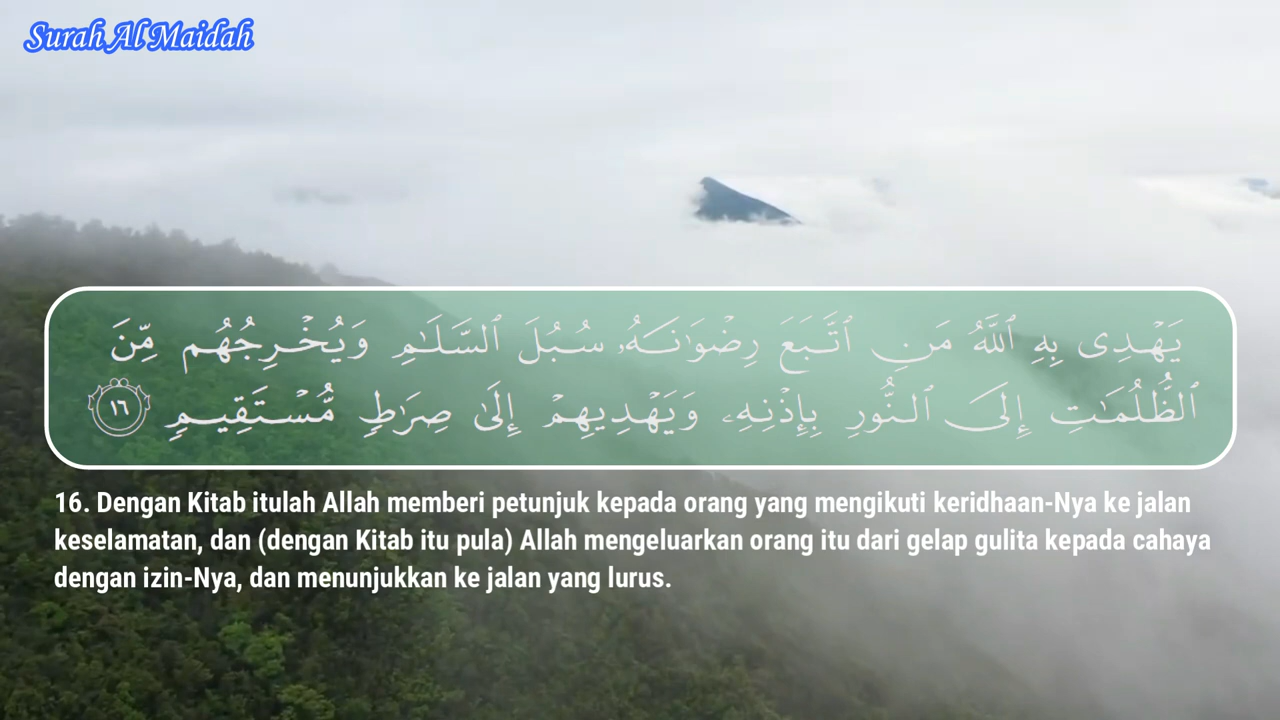 Surah Al Maidah
يَهْدِى بِهِ ٱللَّهُ مَنِ ٱتَّبَعَ رِضْوَٰنَهُۥ سُبُلَ ٱلسَّلَٰمِ وَيُخْرِجُهُم مِّنَ
ٱلظُّلُمَٰتِ إِلَى ٱلنُّورِ بِإِذْنِهِۦ وَيَهْدِيهِمْ إِلَىٰ صِرَٰطٍ مُّسْتَقِيمٍ ١٦
16. Dengan Kitab itulah Allah memberi petunjuk kepada orang yang mengikuti keridhaan-Nya ke jalan
keselamatan, dan (dengan Kitab itu pula) Allah mengeluarkan orang itu dari gelap gulita kepada cahaya
dengan izin-Nya, dan menunjukkan ke jalan yang lurus.